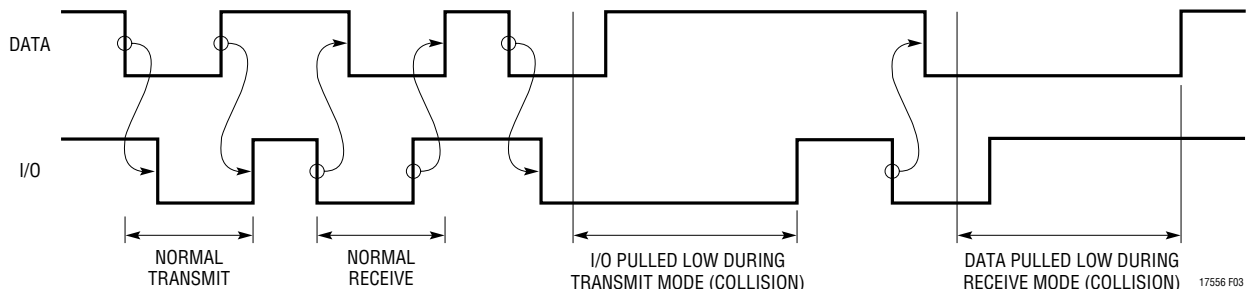 DATA
I/O
NORMAL
TRANSMIT
NORMAL
RECEIVE
I/O PULLED LOW DURING
TRANSMIT MODE (COLLISION)
DATA PULLED LOW DURING
RECEIVE MODE (COLLISION)
17556 F03